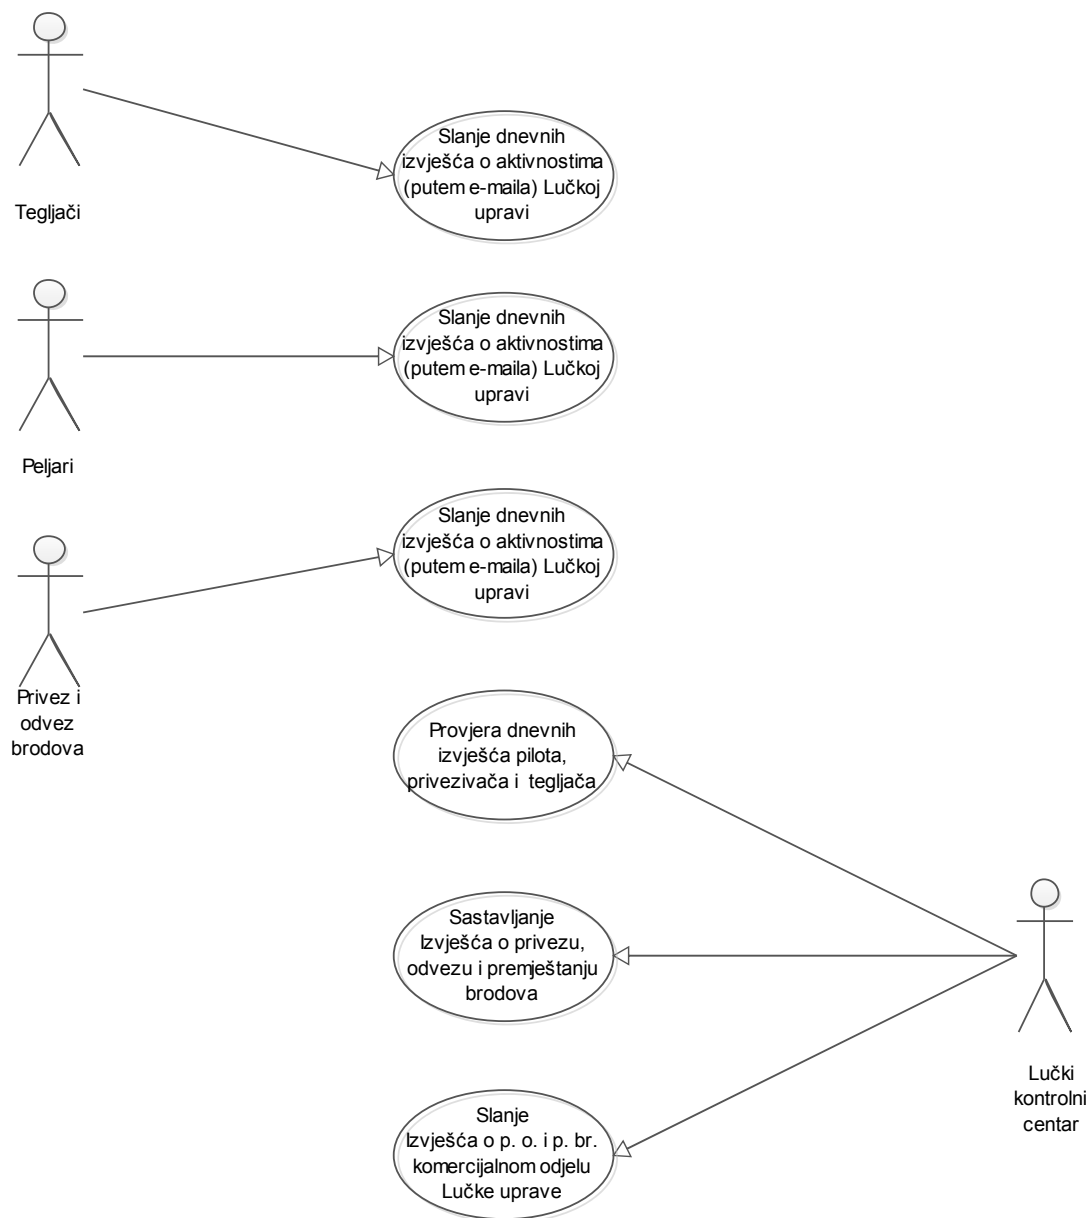 Tegljači
Slanje dnevnih
izvješća o aktivnostima
(putem e-maila) Lučkoj
upravi
Peljari
Slanje dnevnih
izvješća o aktivnostima
(putem e-maila) Lučkoj
upravi
Privez i
odvez
brodova
Slanje dnevnih
izvješća o aktivnostima
(putem e-maila) Lučkoj
upravi
Provjera dnevnih
izvješća pilota,
privezivača i tegljača
Sastavljanje
Izvješća o privezu,
odvezu i premještanju
brodova
Slanje
Izvješća o p. o. i p. br.
komercijalnom odjelu
Lučke uprave
Lučki
kontrolni
centar